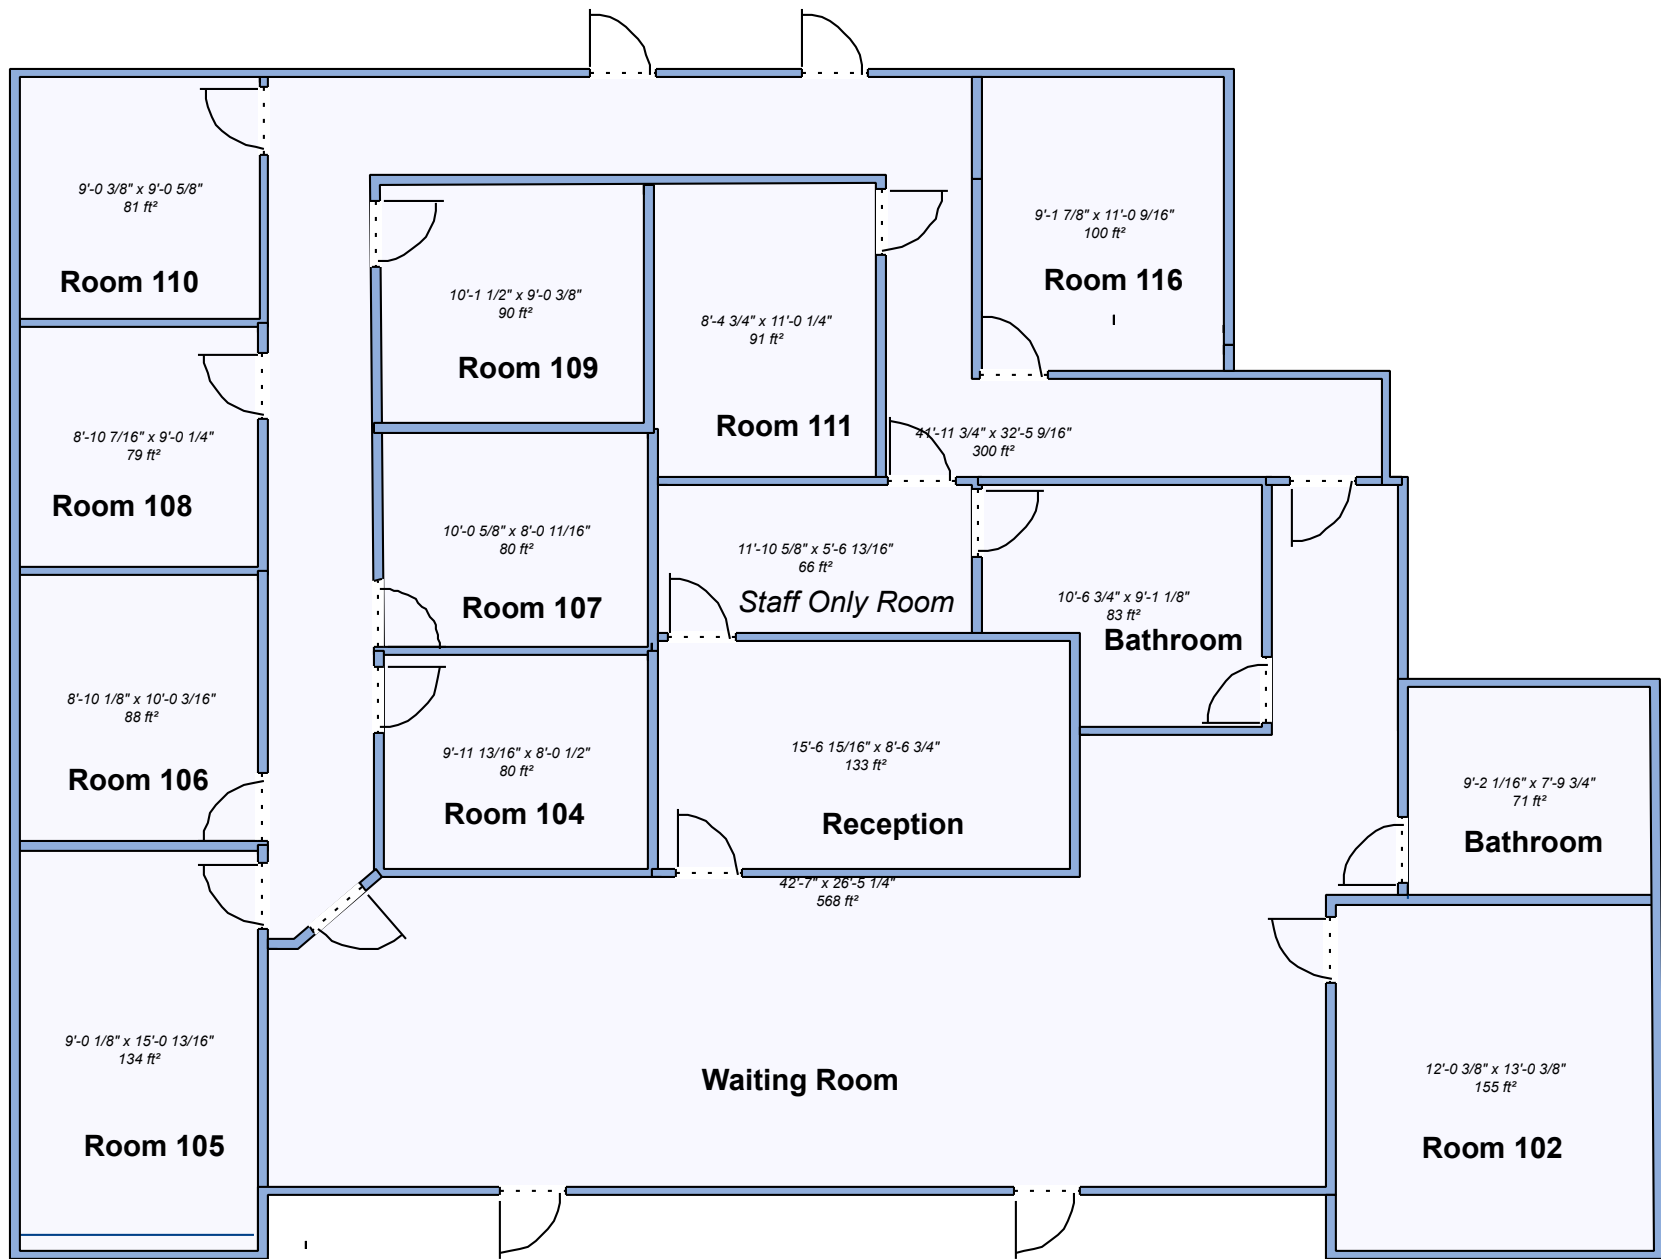 9'-0 3/8" x 9'-0 5/8"
81 ft²
Room 110
9'-1 7/8" x 11'-0 9/16"
100 ft²
Room 116
10'-1 1/2" x 9'-0 3/8"
90 ft²
Room 109
8'-4 3/4" x 11'-0 1/4"
91 ft²
Room 111
8'-10 7/16" x 9'-0 1/4"
79 ft²
Room 108
41'-11 3/4" x 32'-5 9/16"
300 ft²
10'-0 5/8" x 8'-0 11/16"
80 ft²
Room 107
11'-10 5/8" x 5'-6 13/16"
66 ft²
Staff Only Room
10'-6 3/4" x 9'-1 1/8"
83 ft²
Bathroom
8'-10 1/8" x 10'-0 3/16"
88 ft²
Room 106
9'-11 13/16" x 8'-0 1/2"
80 ft²
Room 104
15'-6 15/16" x 8'-6 3/4"
133 ft²
Reception
9'-2 1/16" x 7'-9 3/4"
71 ft²
Bathroom
42'-7" x 26'-5 1/4"
568 ft²
Waiting Room
9'-0 1/8" x 15'-0 13/16"
134 ft²
Room 105
12'-0 3/8" x 13'-0 3/8"
155 ft²
Room 102